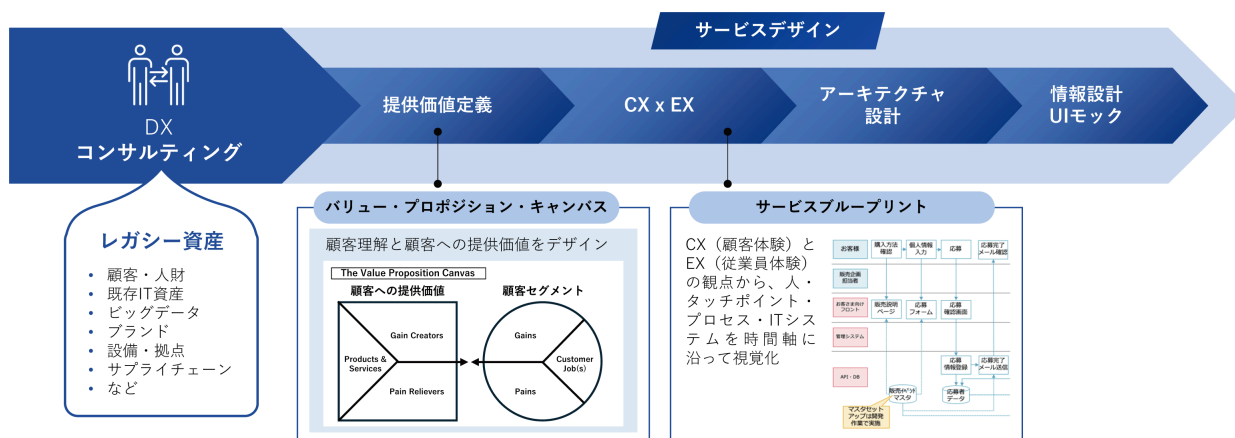 サービスデザイン
DX
コンサルティング
提供価値定義
CX x EX
アーキテクチャ
設計
情報設計
UIモック
レガシー資産
• 顧客・人財
• 既存IT資産
• ビッグデータ
• ブランド
• 設備・拠点
• サプライチェーン
• など
バリュー・プロポジション・キャンバス
顧客理解と顧客への提供価値をデザイン
The Value Proposition Canvas
顧客への提供価値
顧客セグメント
Gain Creators
Products &
Services
Pain Relievers
Gains
Customer
Job(s)
Pains
サービスブループリント
CX（顧客体験）と
EX（従業員体験）
の観点から、人・
タッチポイント・
プロセス・ITシス
テムを時間軸に
沿って視覚化
お客様
購入方法
確認
個人情報
入力
応募
応募完了
メール確認
販売企画
担当者
お客さま向け
フロント
販売説明
ページ
応募
フォーム
応募
確認画面
管理システム
API・DB
応募
情報登録
応募完了
メール送信
販売ｲﾍﾞﾝﾄ
マスタ
応募者
データ
マスタセット
アップは開発
作業で実施